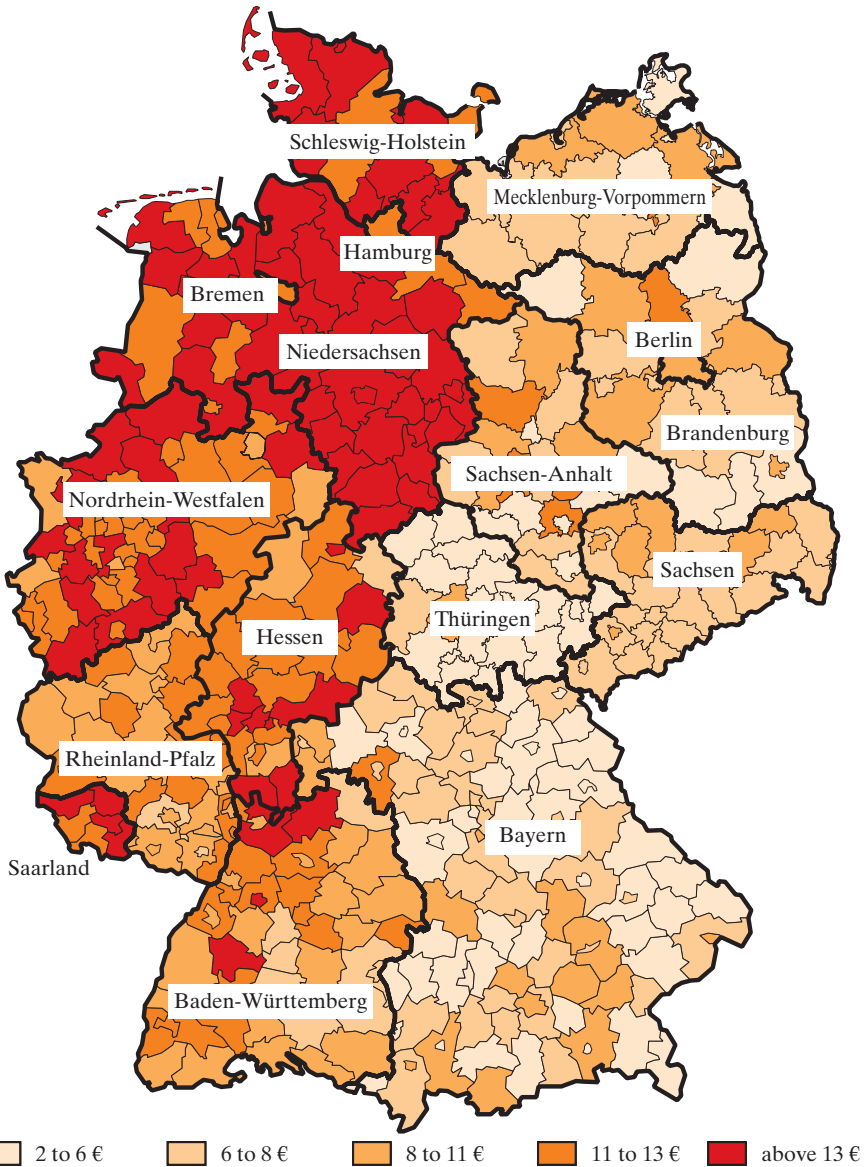 Schleswig-Holstein
Mecklenburg-Vorpommern
Hamburg
Bremen
Berlin
Niedersachsen
Brandenburg
Sachsen-Anhalt
Nordrhein-Westfalen
Sachsen
Thüringen
Hessen
Rheinland-Pfalz
Bayern
Saarland
Baden-Württemberg
2 to 6 € 6 to 8 € 8 to 11 € 11 to 13 € above 13 €